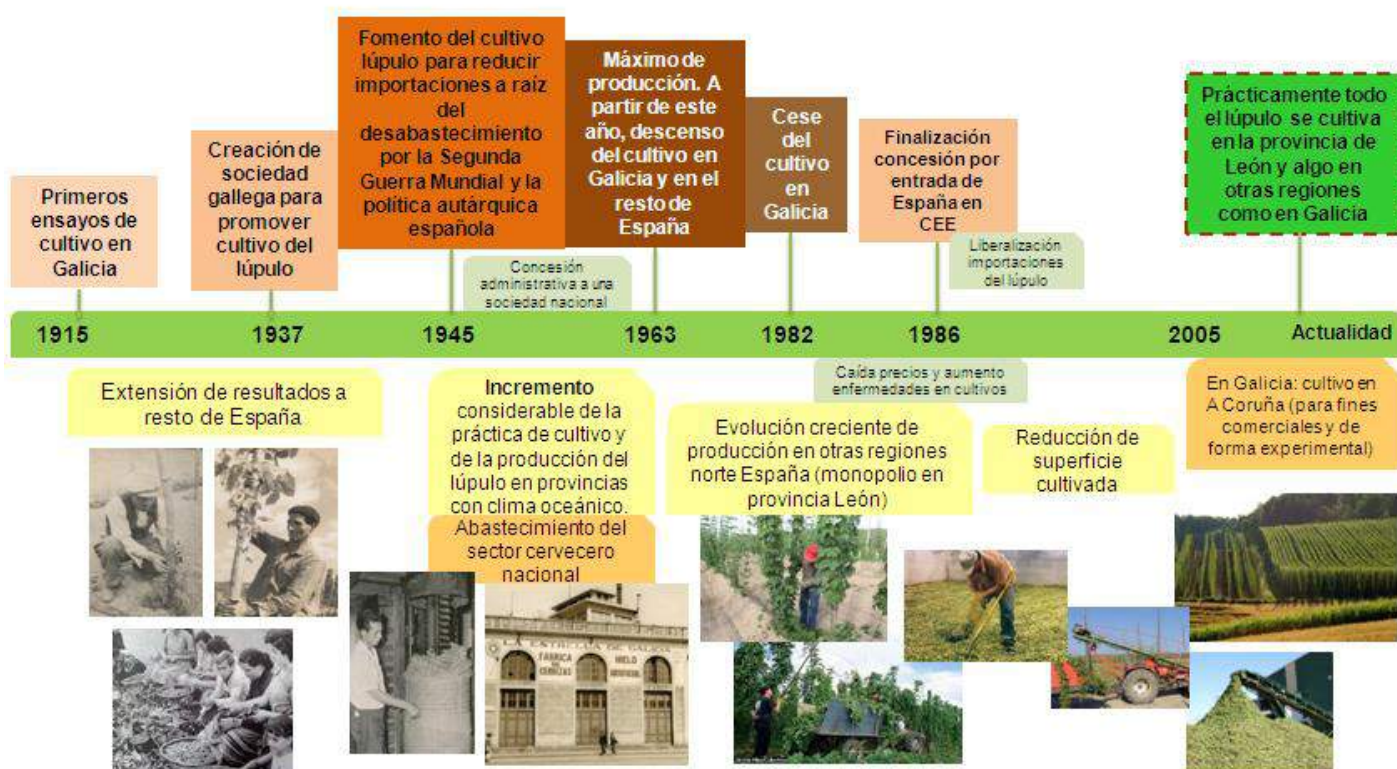 Primeros
ensayos de
cultivo en
Galicia
Creación de
sociedad
gallega para
promover
cultivo del
lúpulo
Fomento del cultivo
lúpulo para reducir
importaciones a raíz
del
desabastecimiento
por la Segunda
Guerra Mundial y la
política autárquica
española
Máximo de
producción. A
partir de este
año, descenso
del cultivo en
Galicia y en el
resto de
España
Cese
del
cultivo
en
Galicia
Finalización
concesión por
entrada de
España en
CEE
Prácticamente todo
el lúpulo se cultiva
en la provincia de
León y algo en
otras regiones
como en Galicia
Concesión
administrativa a una
sociedad nacional
Liberalización
importaciones
del lúpulo
1915
1937
1945
1963
1982
1986
2005
Actualidad
Extensión de resultados a
resto de España
Incremento
considerable de la
práctica de cultivo y
de la producción del
lúpulo en provincias
con clima oceánico.
Abastecimiento del
sector cervecero
nacional
Caída precios y aumento
enfermedades en cultivos
Evolución creciente de
producción en otras regiones
norte España (monopolio en
provincia León)
Reducción de
superficie
cultivada
En Galicia: cultivo en
A Coruña (para fines
comerciales y de
forma experimental)
LA ESTRELLA DE GALICIA
FABRICA
DE
CERVEZAS
HIELO